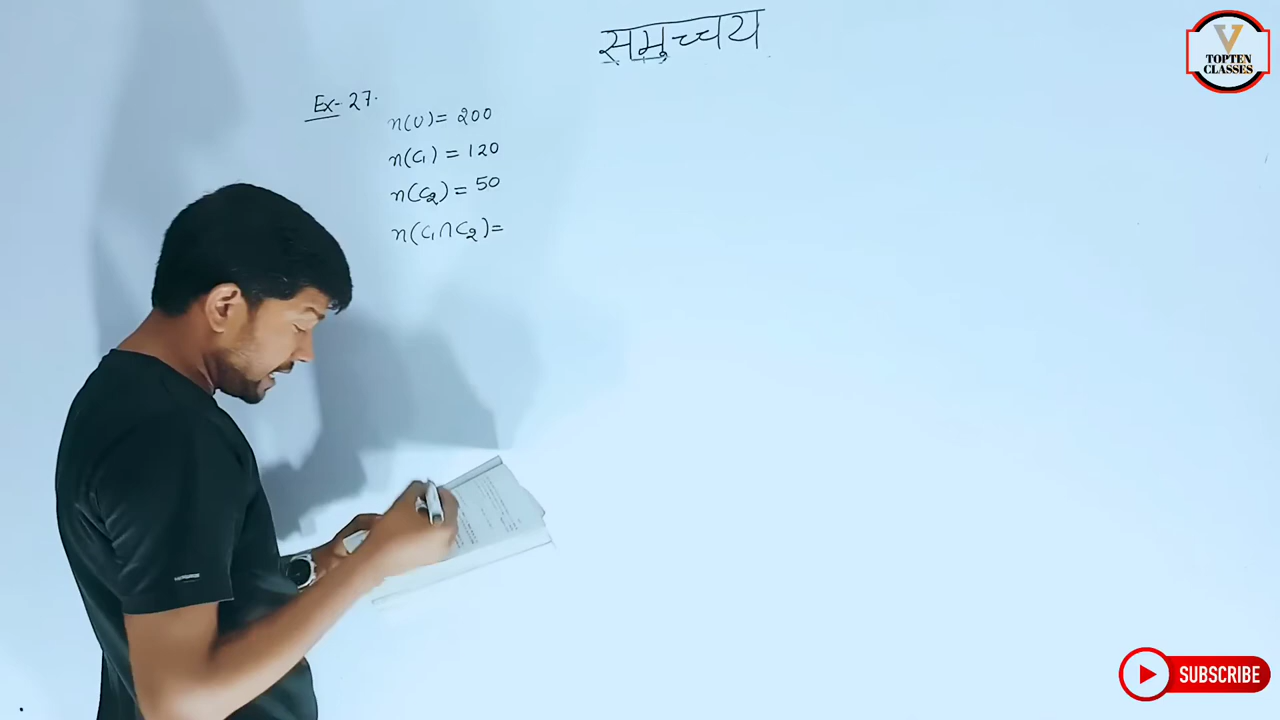 समुच्चय
V
TOPTEN
CLASSES
Ex- 27.
n(U) = 200
n(C₁) = 120
n(C₂) = 50
n(C₁∩C₂) =
SUBSCRIBE